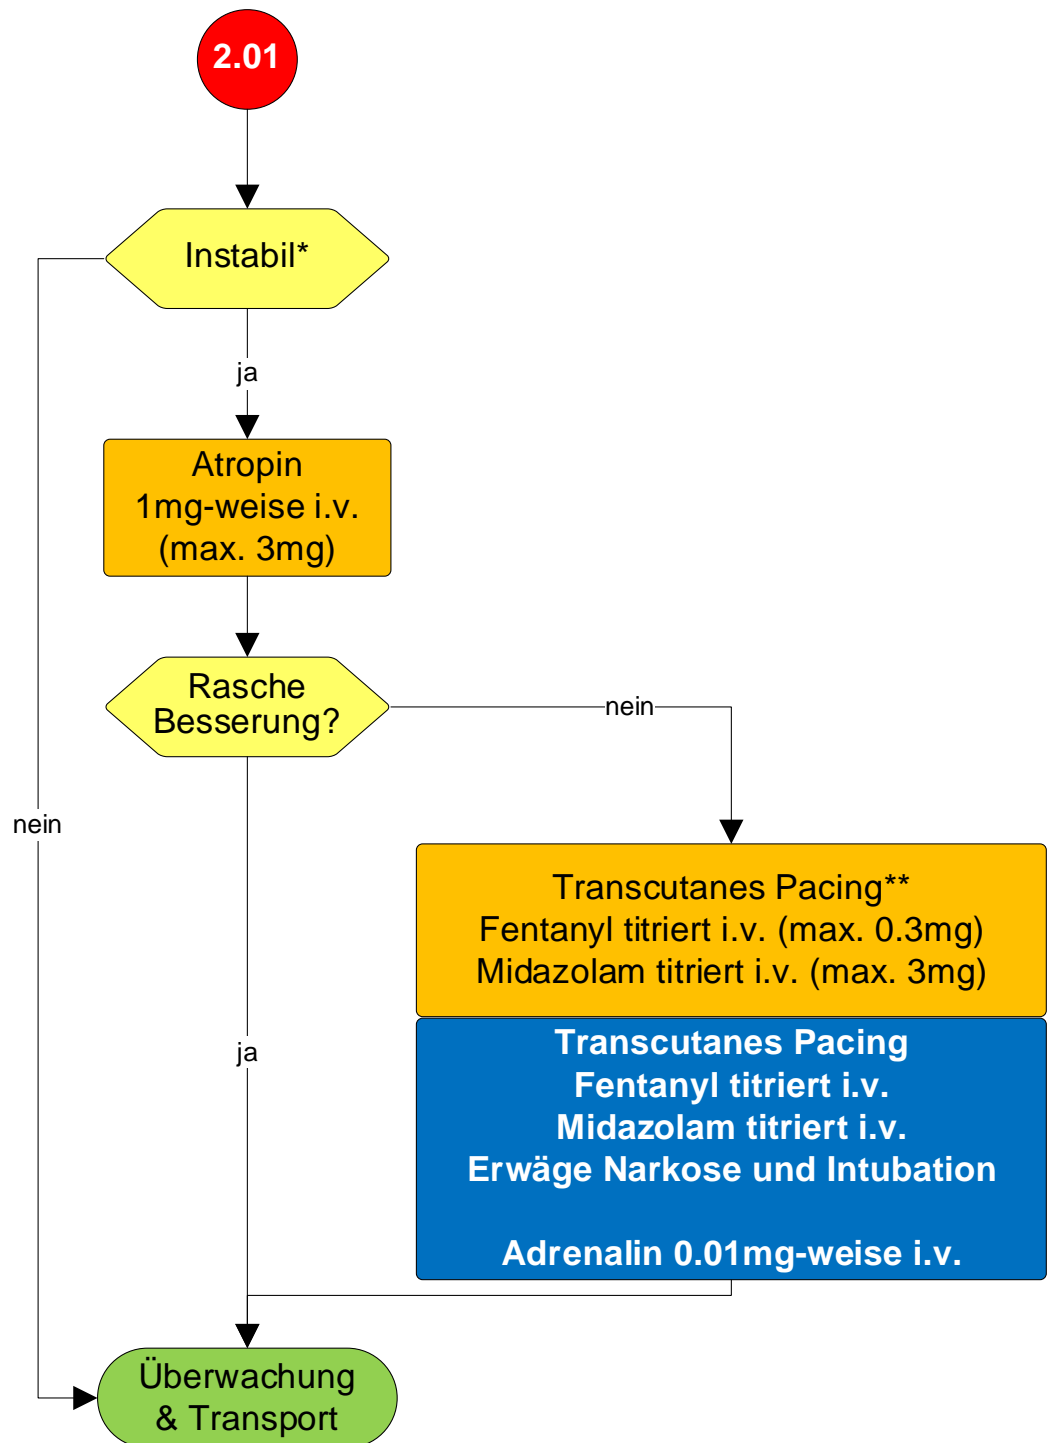 2.01
Instabil*
ja
Atropin
1mg-weise i.v.
(max. 3mg)
Rasche
Besserung?
nein
nein
Transcutanes Pacing**
Fentanyl titriert i.v. (max. 0.3mg)
Midazolam titriert i.v. (max. 3mg)
Transcutanes Pacing
Fentanyl titriert i.v.
Midazolam titriert i.v.
Erwäge Narkose und Intubation
Adrenalin 0.01mg-weise i.v.
ja
Überwachung
& Transport